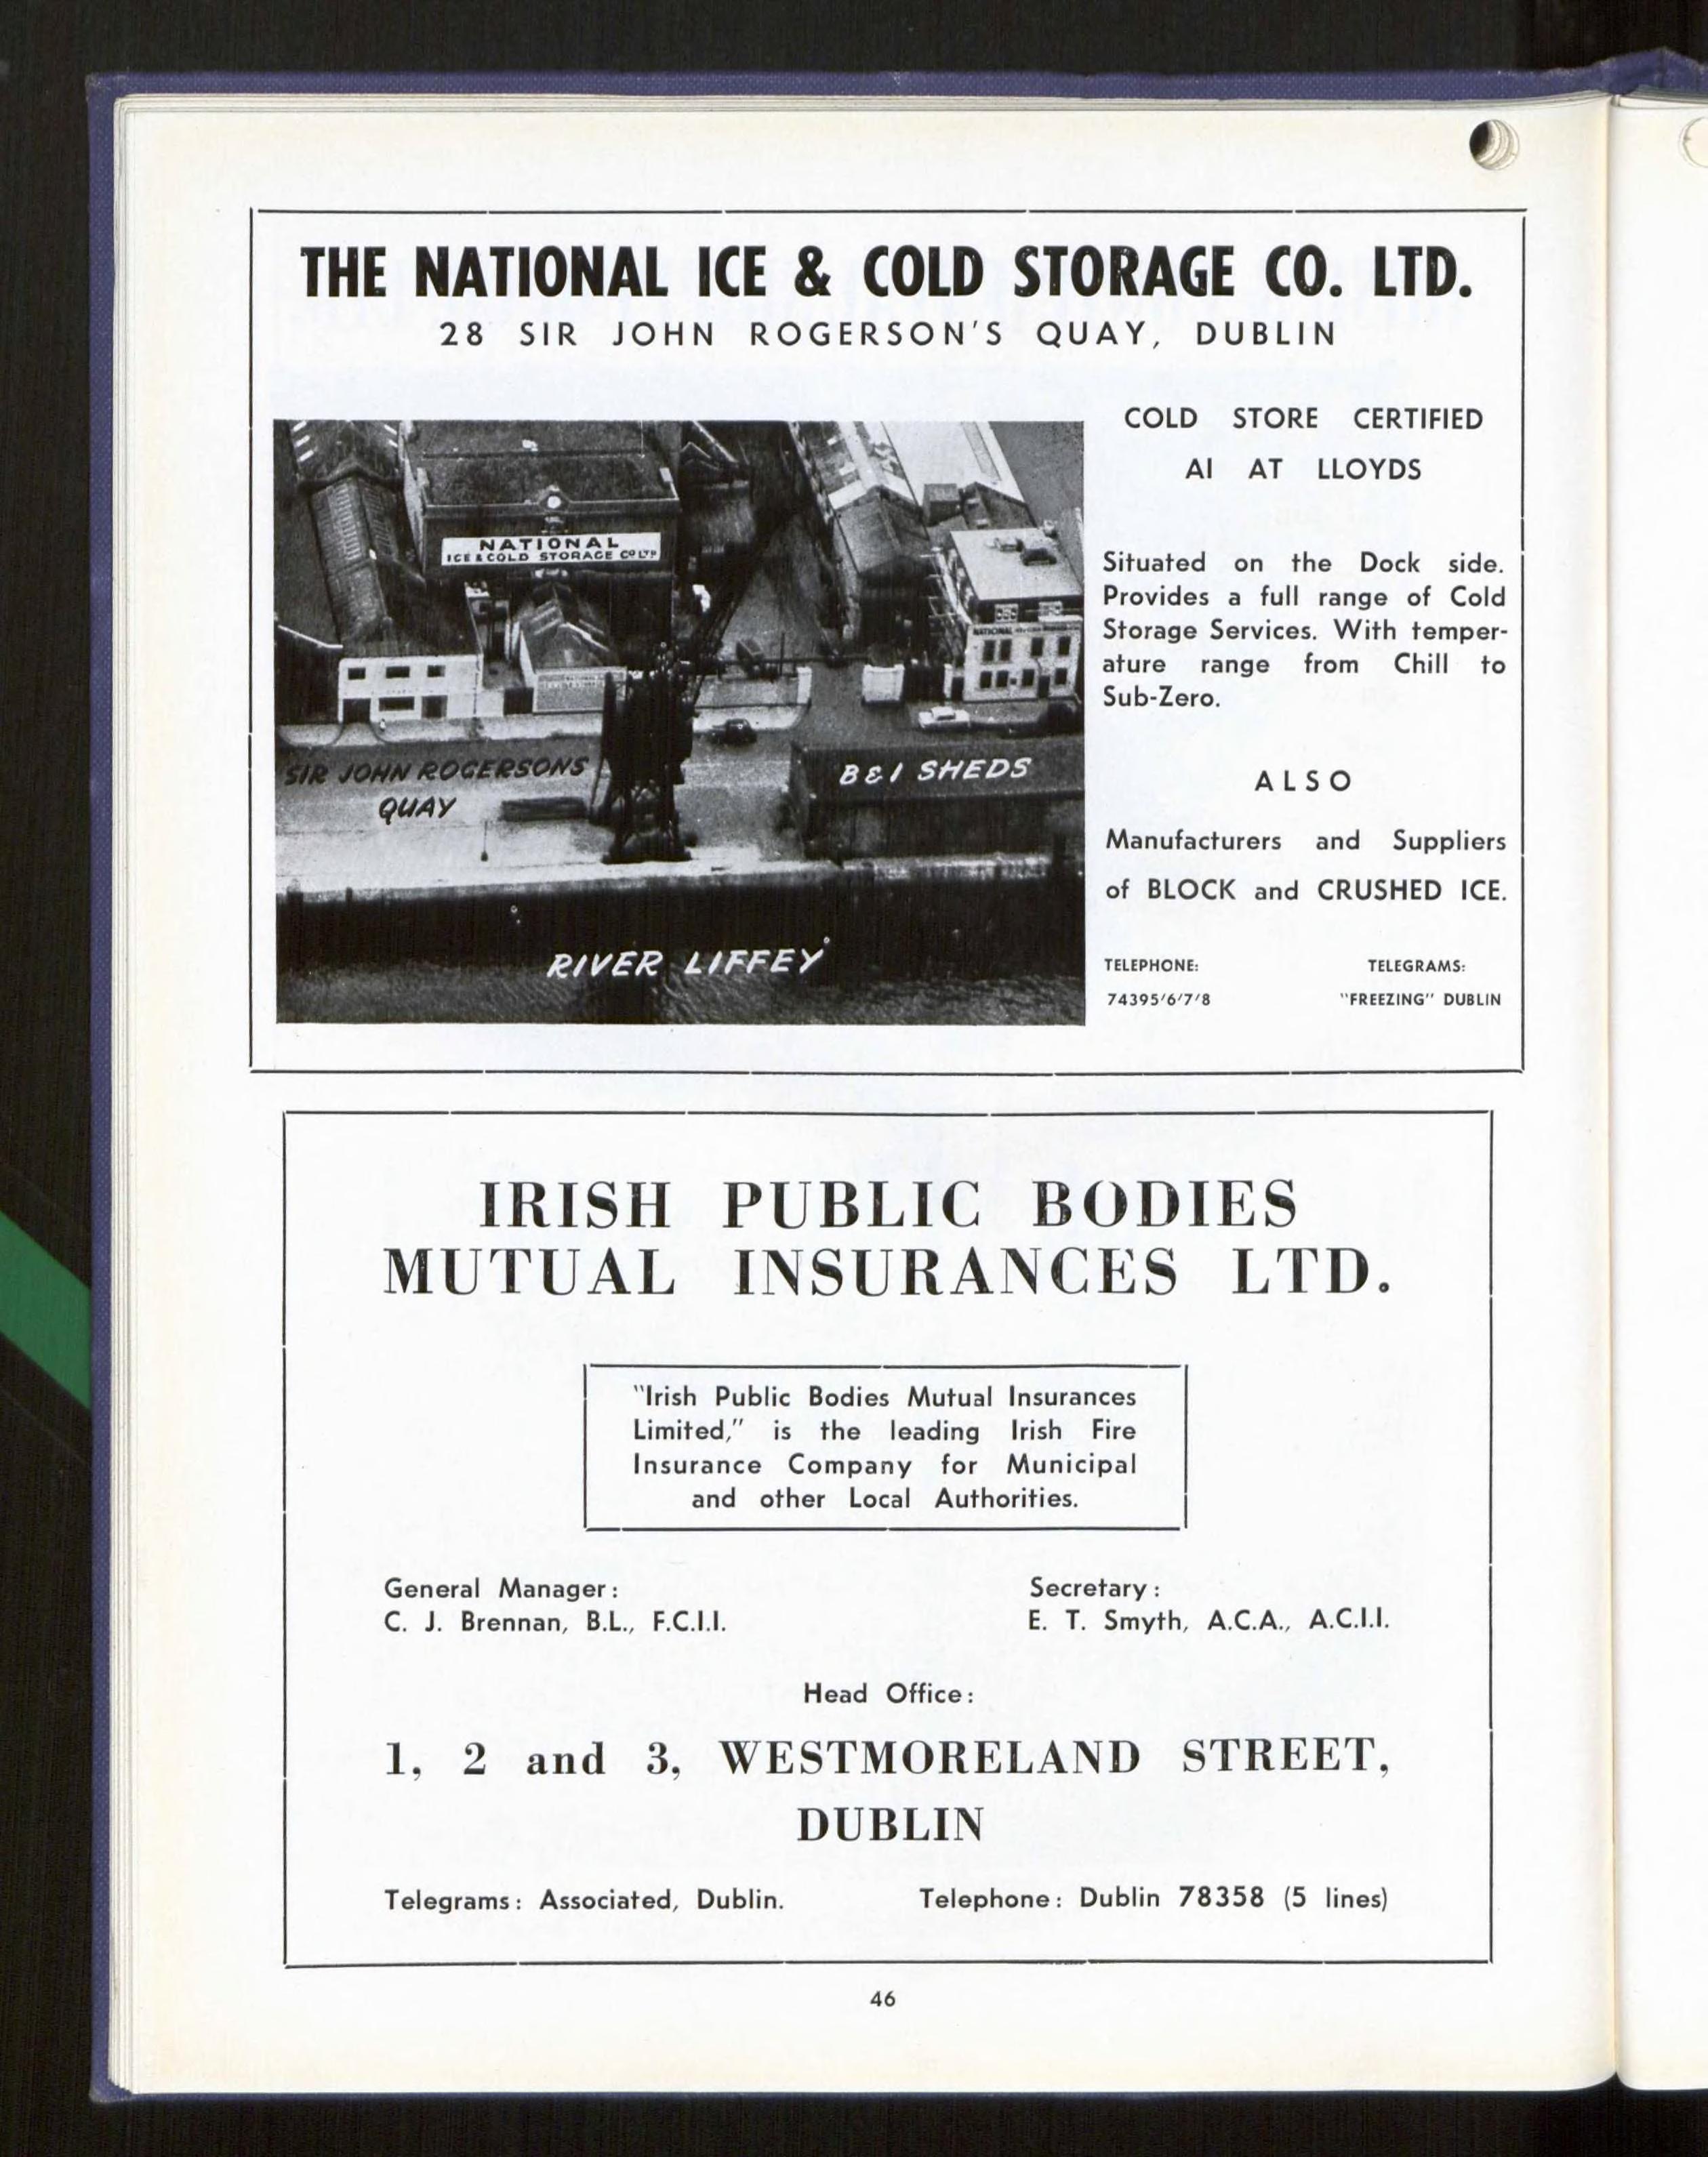 THE NATIONAL ICE & COLD STORAGE CO. LTD.
28 SIR JOHN ROGERSON'S QUAY, DUBLIN
NATIONAL
ICE & COLD STORAGE CO LTD
NATIONAL
SIR JOHN ROGERSONS
QUAY
B & I SHEDS
RIVER LIFFEY
COLD STORE CERTIFIED
AI AT LLOYDS
Situated on the Dock side.
Provides a full range of Cold
Storage Services. With temper-
ature range from Chill to
Sub-Zero.
ALSO
Manufacturers and Suppliers
of BLOCK and CRUSHED ICE.
TELEPHONE: TELEGRAMS:
74395'6'7'8 "FREEZING" DUBLIN
IRISH PUBLIC BODIES
MUTUAL INSURANCES LTD.
"Irish Public Bodies Mutual Insurances
Limited," is the leading Irish Fire
Insurance Company for Municipal
and other Local Authorities.
General Manager: Secretary:
C. J. Brennan, B.L., F.C.I.I. E. T. Smyth, A.C.A., A.C.I.I.
Head Office:
1, 2 and 3, WESTMORELAND STREET,
DUBLIN
Telegrams: Associated, Dublin. Telephone: Dublin 78358 (5 lines)
46